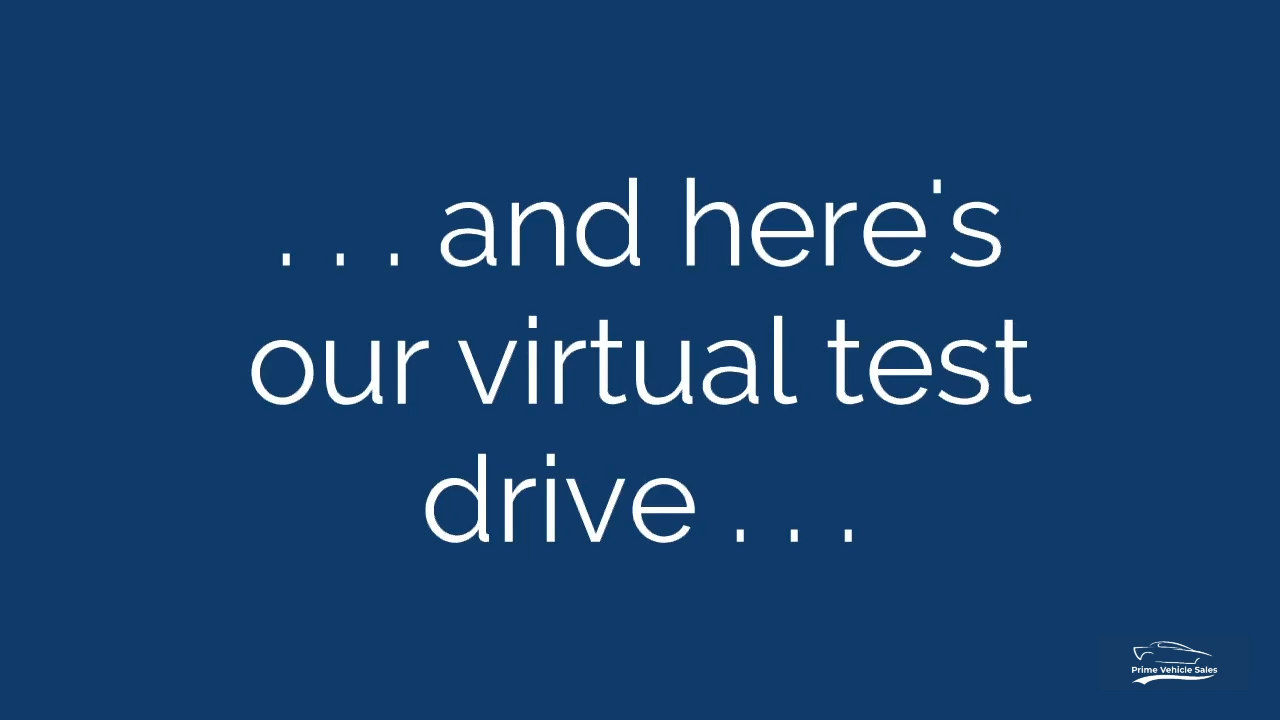 . . . and here's
our virtual test
drive . . .
Prime Vehicle Sales